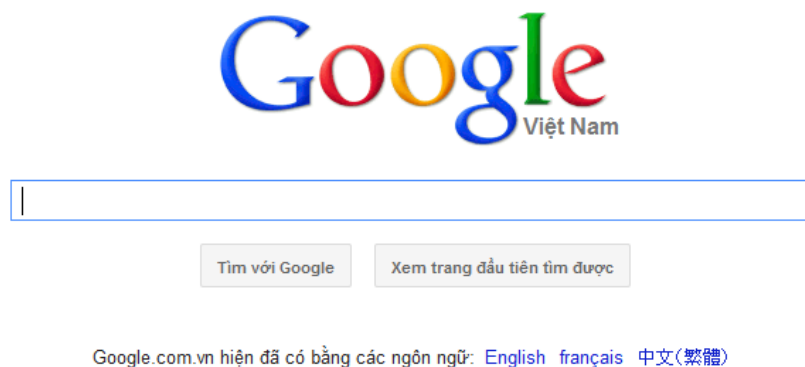 Google
Việt Nam
Tìm với Google
Xem trang đầu tiên tìm được
Google.com.vn hiện đã có bằng các ngôn ngữ: English français 中文(繁體)